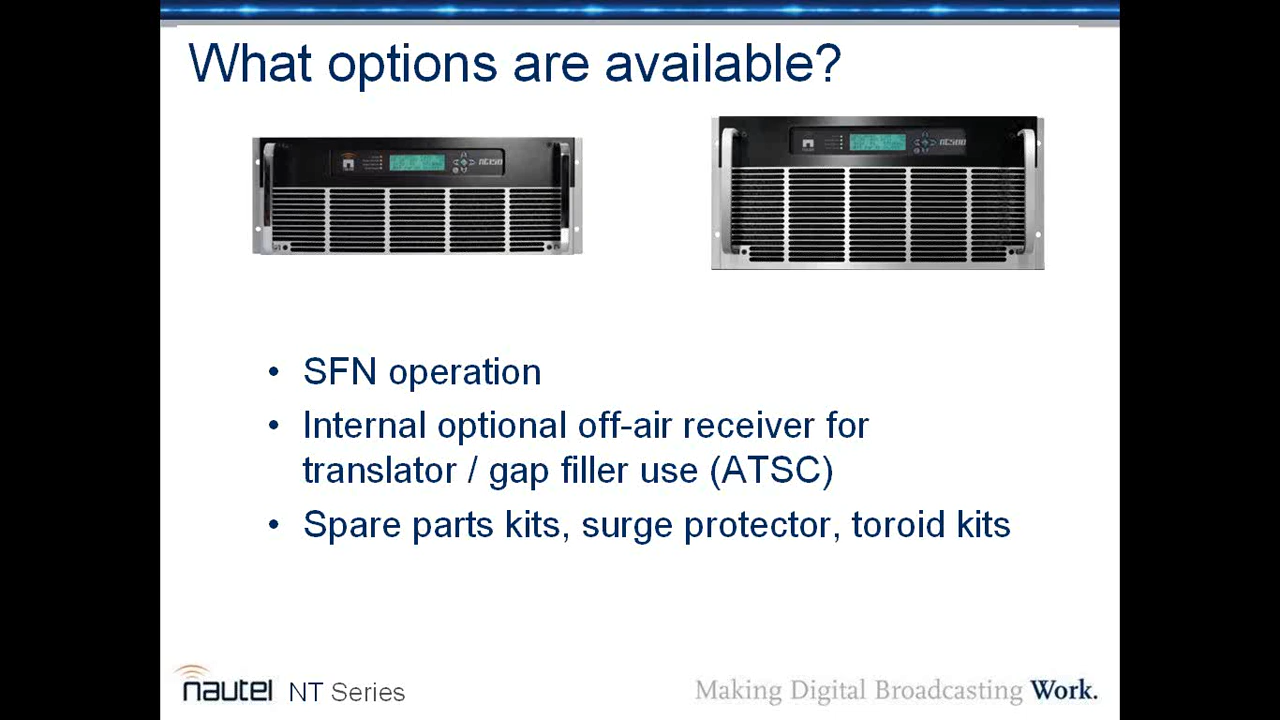 What options are available?
NT500
• SFN operation
• Internal optional off-air receiver for
translator / gap filler use (ATSC)
• Spare parts kits, surge protector, toroid kits
nautel NT Series
Making Digital Broadcasting Work.